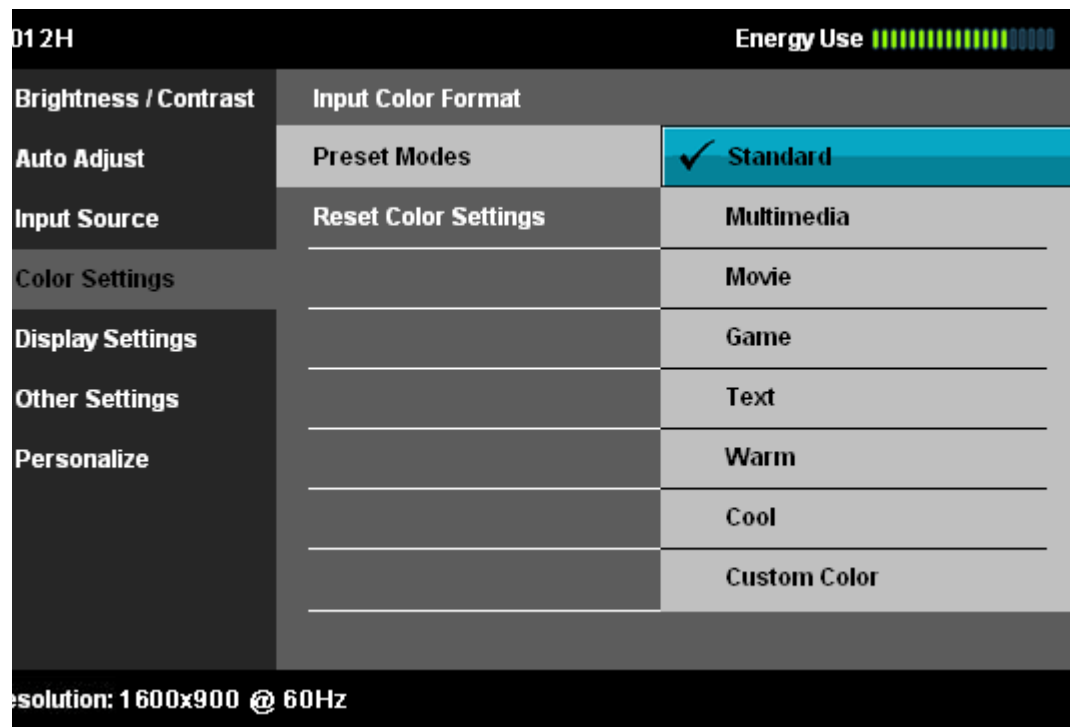 012H
Energy Use
Brightness / Contrast
Auto Adjust
Input Source
Color Settings
Display Settings
Other Settings
Personalize
Input Color Format
Preset Modes
Reset Color Settings
Standard
Multimedia
Movie
Game
Text
Warm
Cool
Custom Color
esolution: 1600x900 @ 60Hz